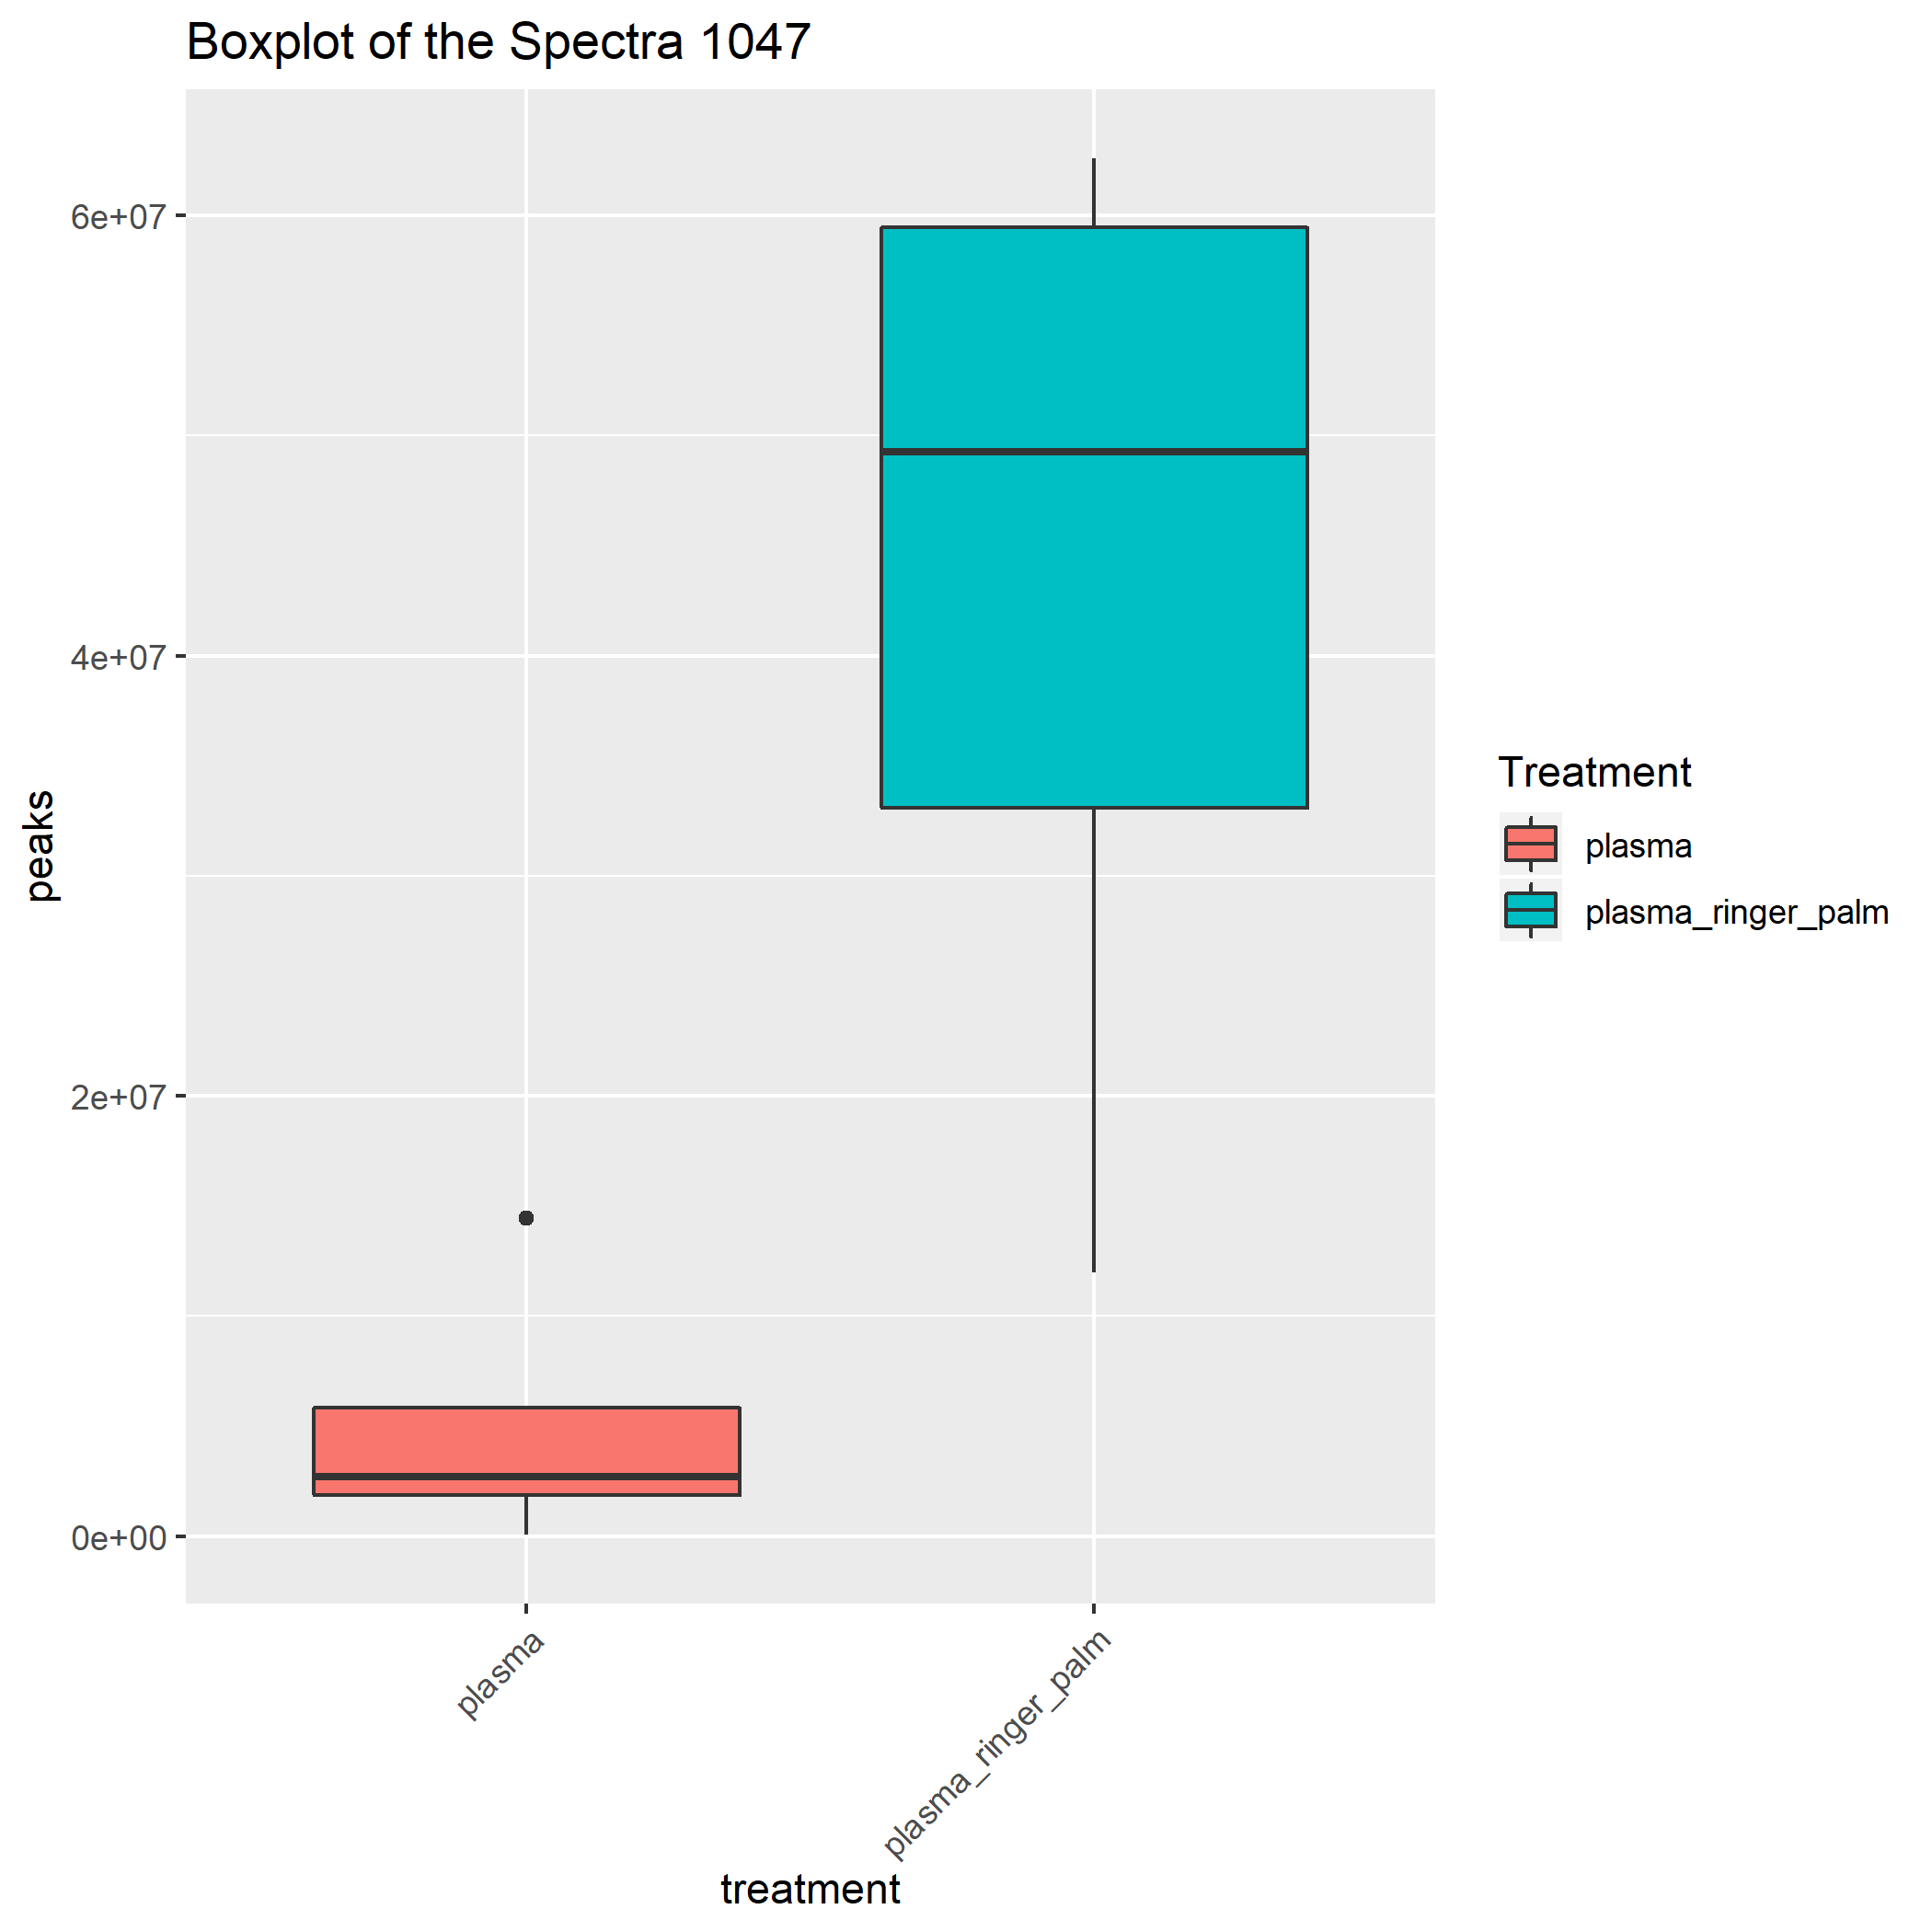 Boxplot of the Spectra 1047
6e+07
4e+07
2e+07
0e+00
peaks
plasma
plasma_ringer_palm
treatment
Treatment
plasma
plasma_ringer_palm